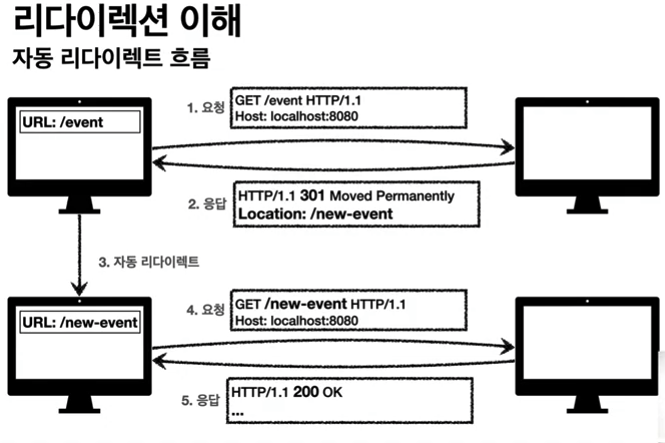 리다이렉션 이해
자동 리다이렉트 흐름
URL: /event
1. 요청
GET /event HTTP/1.1
Host: localhost:8080
2. 응답
HTTP/1.1 301 Moved Permanently
Location: /new-event
3. 자동 리다이렉트
URL: /new-event
4. 요청
GET /new-event HTTP/1.1
Host: localhost:8080
5. 응답
HTTP/1.1 200 OK
...